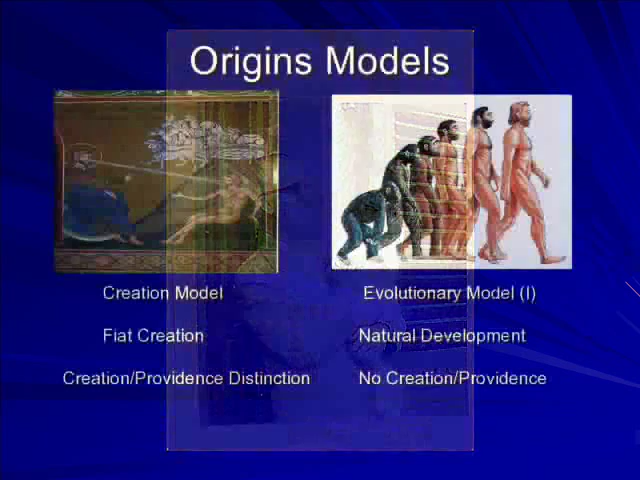 Origins Models
Creation Model
Evolutionary Model (I)
Fiat Creation
Natural Development
Creation/Providence Distinction
No Creation/Providence